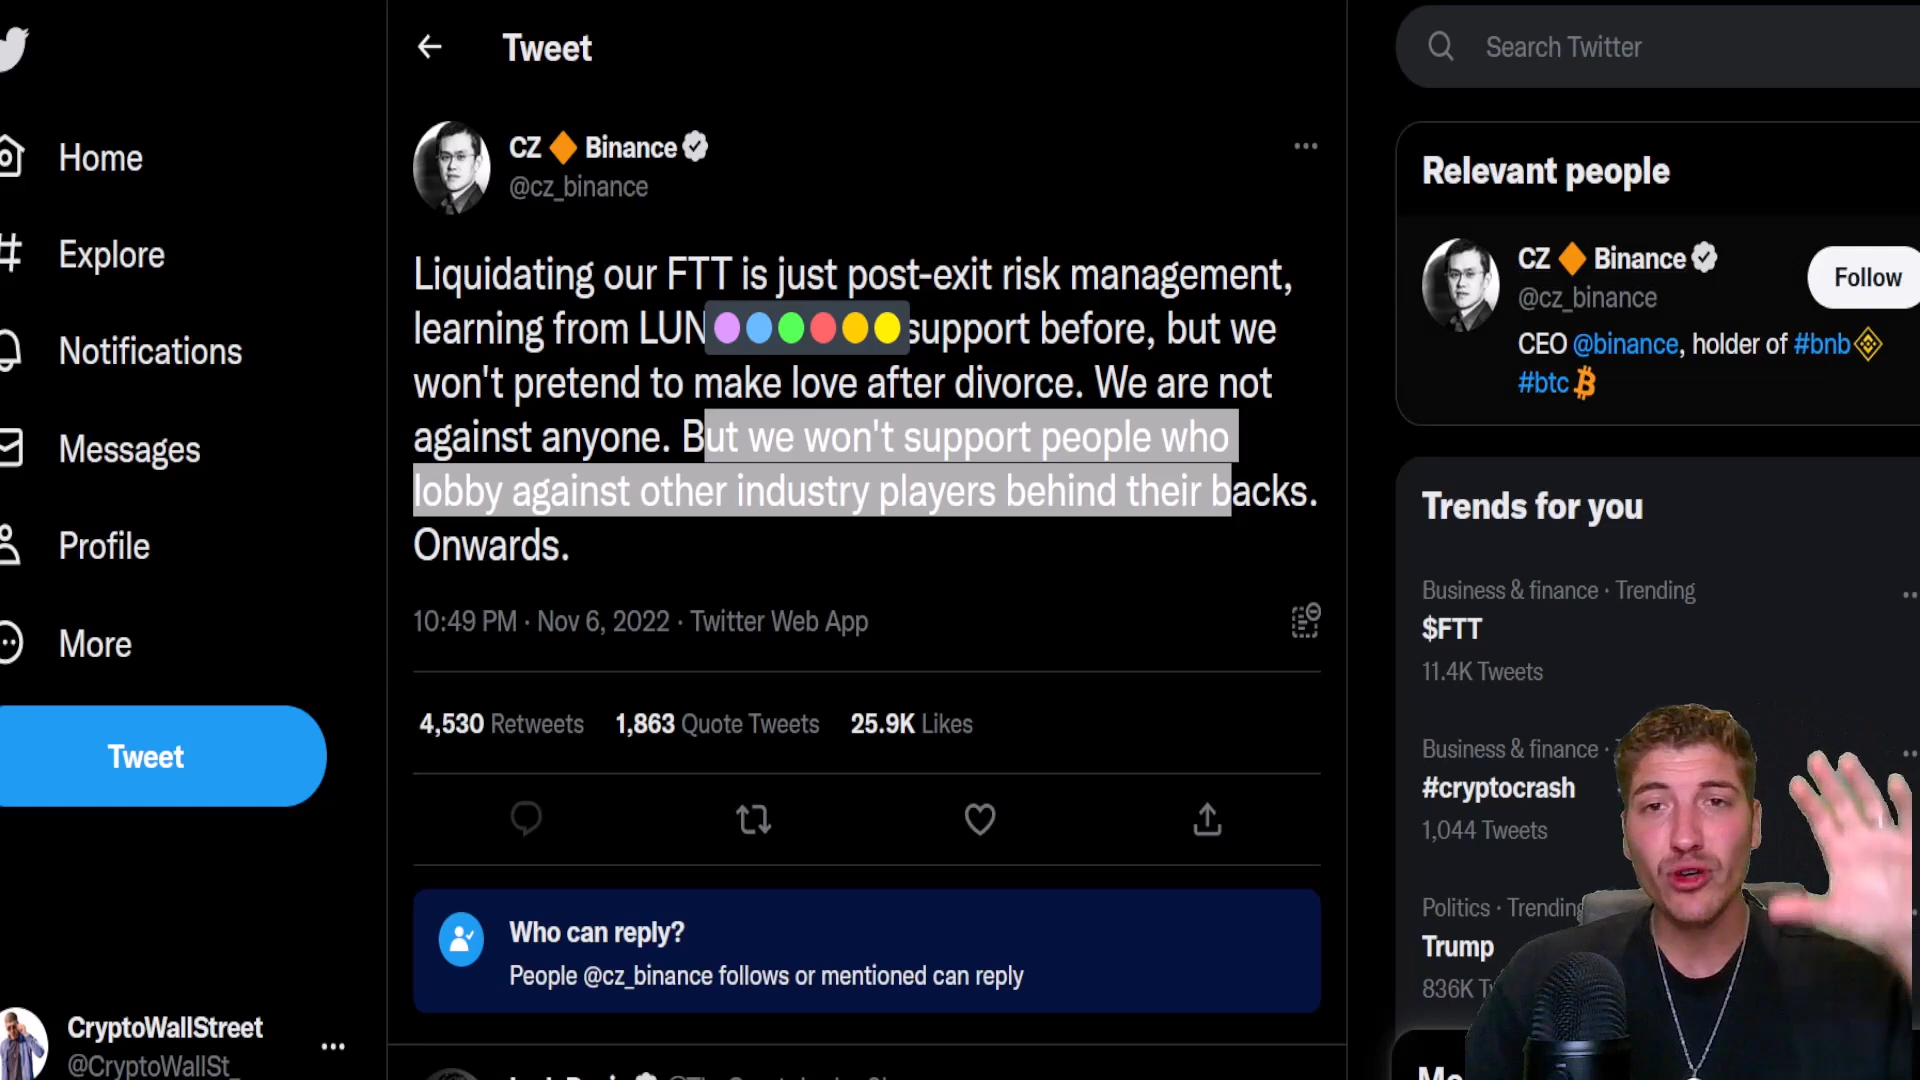 Home
Explore
Notifications
Messages
Profile
More
Tweet
CryptoWallStreet
@CryptoWallSt_
Tweet
CZ 🔶 Binance
@cz_binance
Liquidating our FTT is just post-exit risk management,
learning from LUN support before, but we
won't pretend to make love after divorce. We are not
against anyone. But we won't support people who
lobby against other industry players behind their backs.
Onwards.
10:49 PM · Nov 6, 2022 · Twitter Web App
4,530 Retweets 1,863 Quote Tweets 25.9K Likes
Who can reply?
People @cz_binance follows or mentioned can reply
Search Twitter
Relevant people
CZ 🔶 Binance
@cz_binance
Follow
CEO @binance, holder of #bnb
#btc
Trends for you
Business & finance · Trending
$FTT
11.4K Tweets
Business & finance ·
#cryptocrash
1,044 Tweets
Politics · Trending
Trump
836K